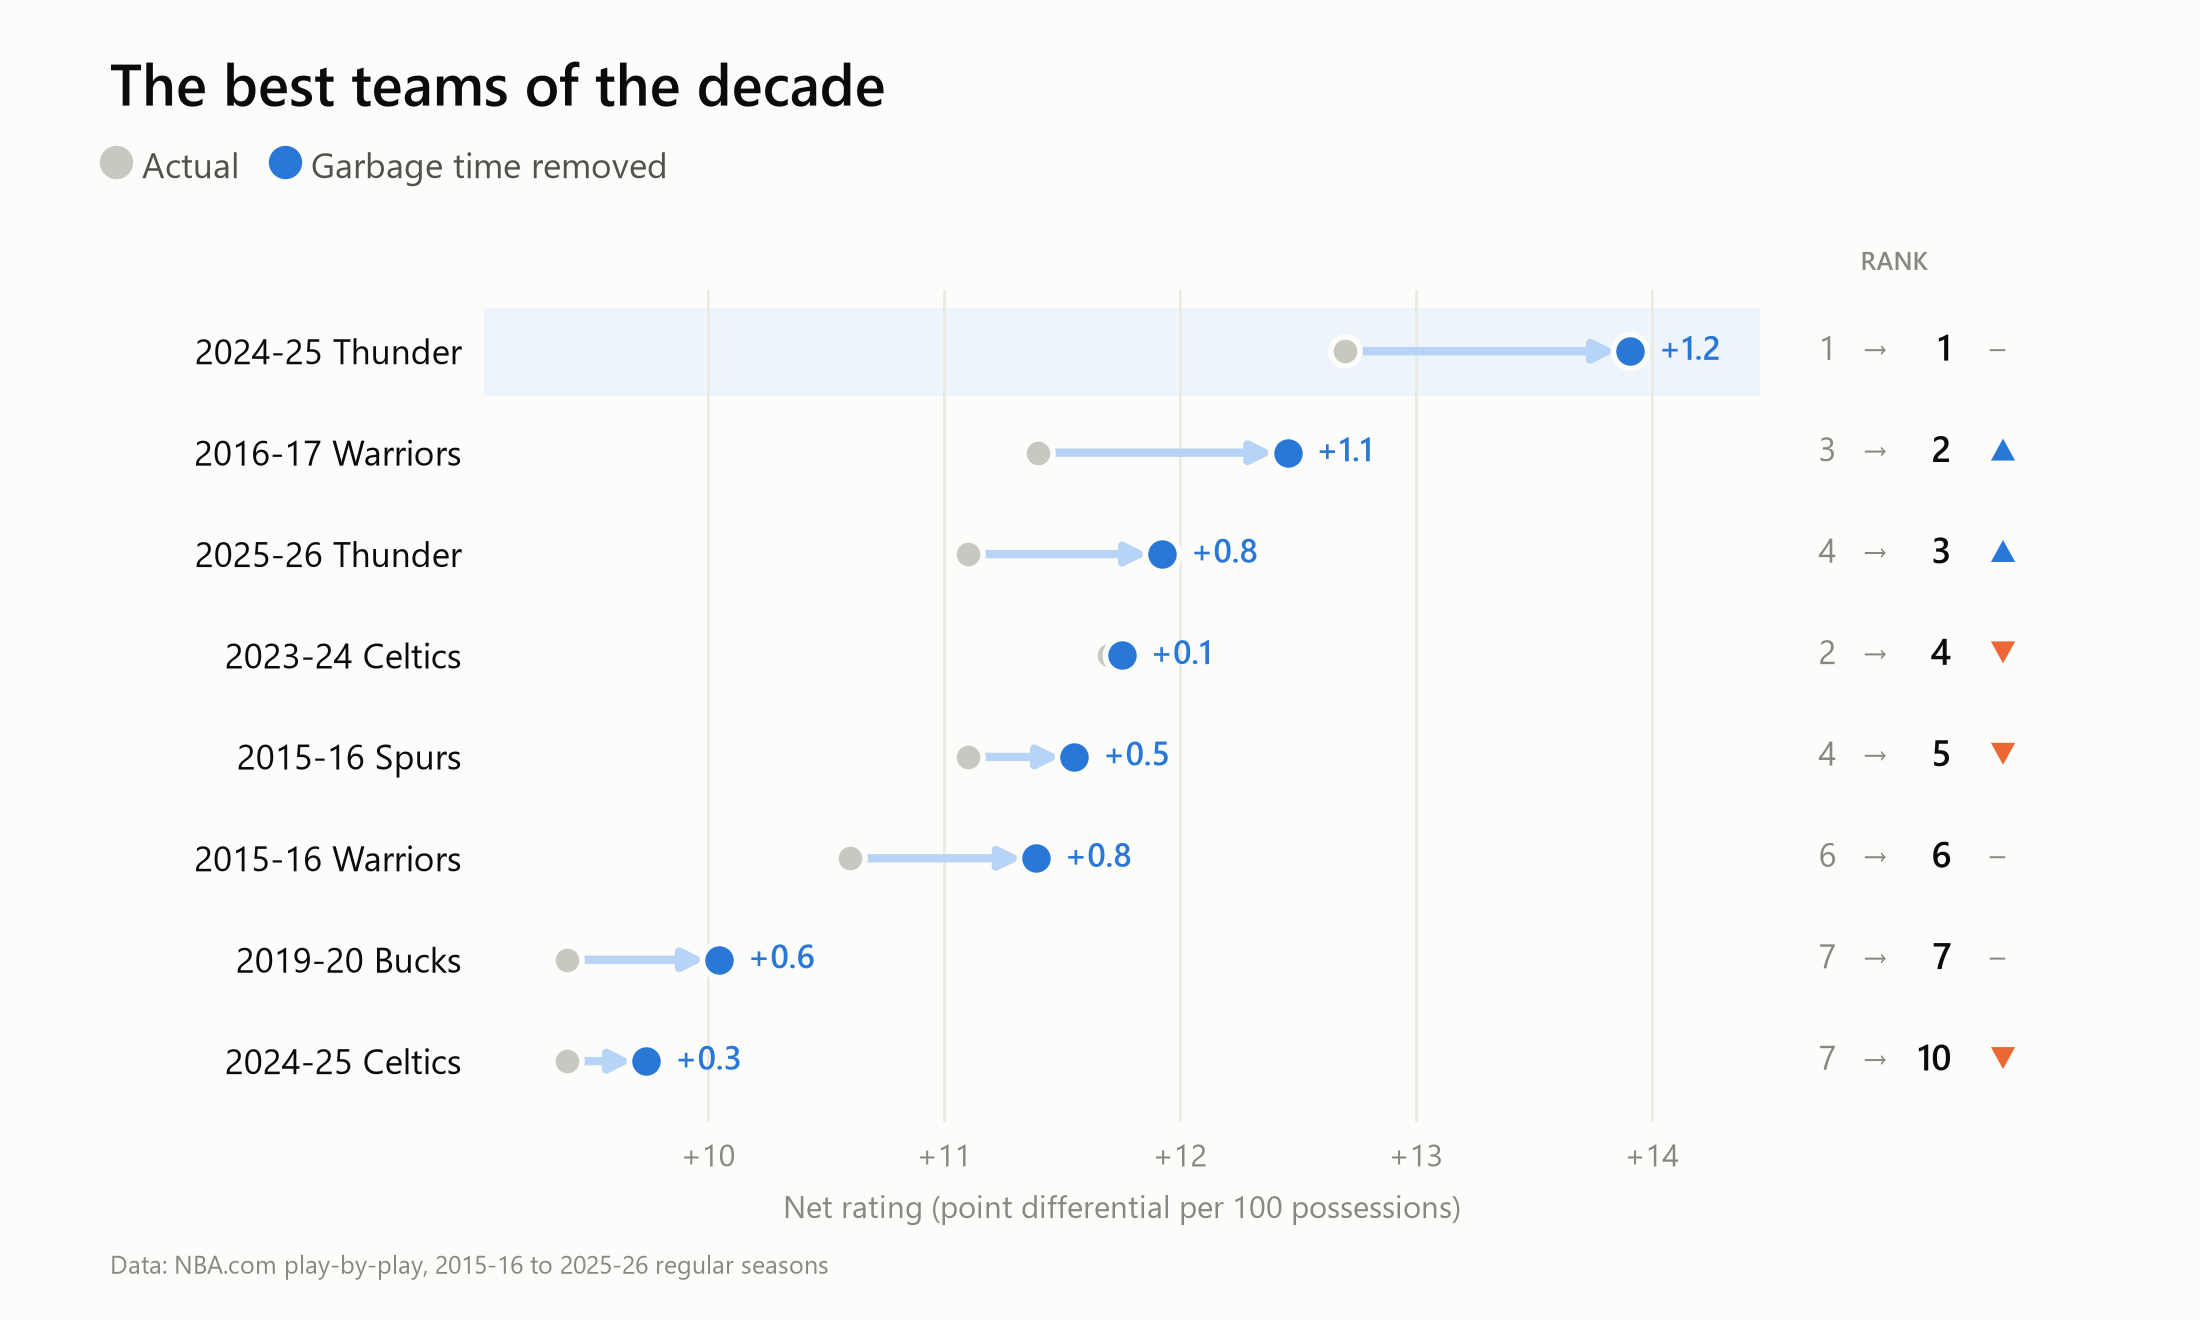 The best teams of the decade
Actual Garbage time removed
RANK
2024-25 Thunder +1.2 1 → 1 –
2016-17 Warriors +1.1 3 → 2 ▲
2025-26 Thunder +0.8 4 → 3 ▲
2023-24 Celtics +0.1 2 → 4 ▼
2015-16 Spurs +0.5 4 → 5 ▼
2015-16 Warriors +0.8 6 → 6 –
2019-20 Bucks +0.6 7 → 7 –
2024-25 Celtics +0.3 7 → 10 ▼
+10 +11 +12 +13 +14
Net rating (point differential per 100 possessions)
Data: NBA.com play-by-play, 2015-16 to 2025-26 regular seasons